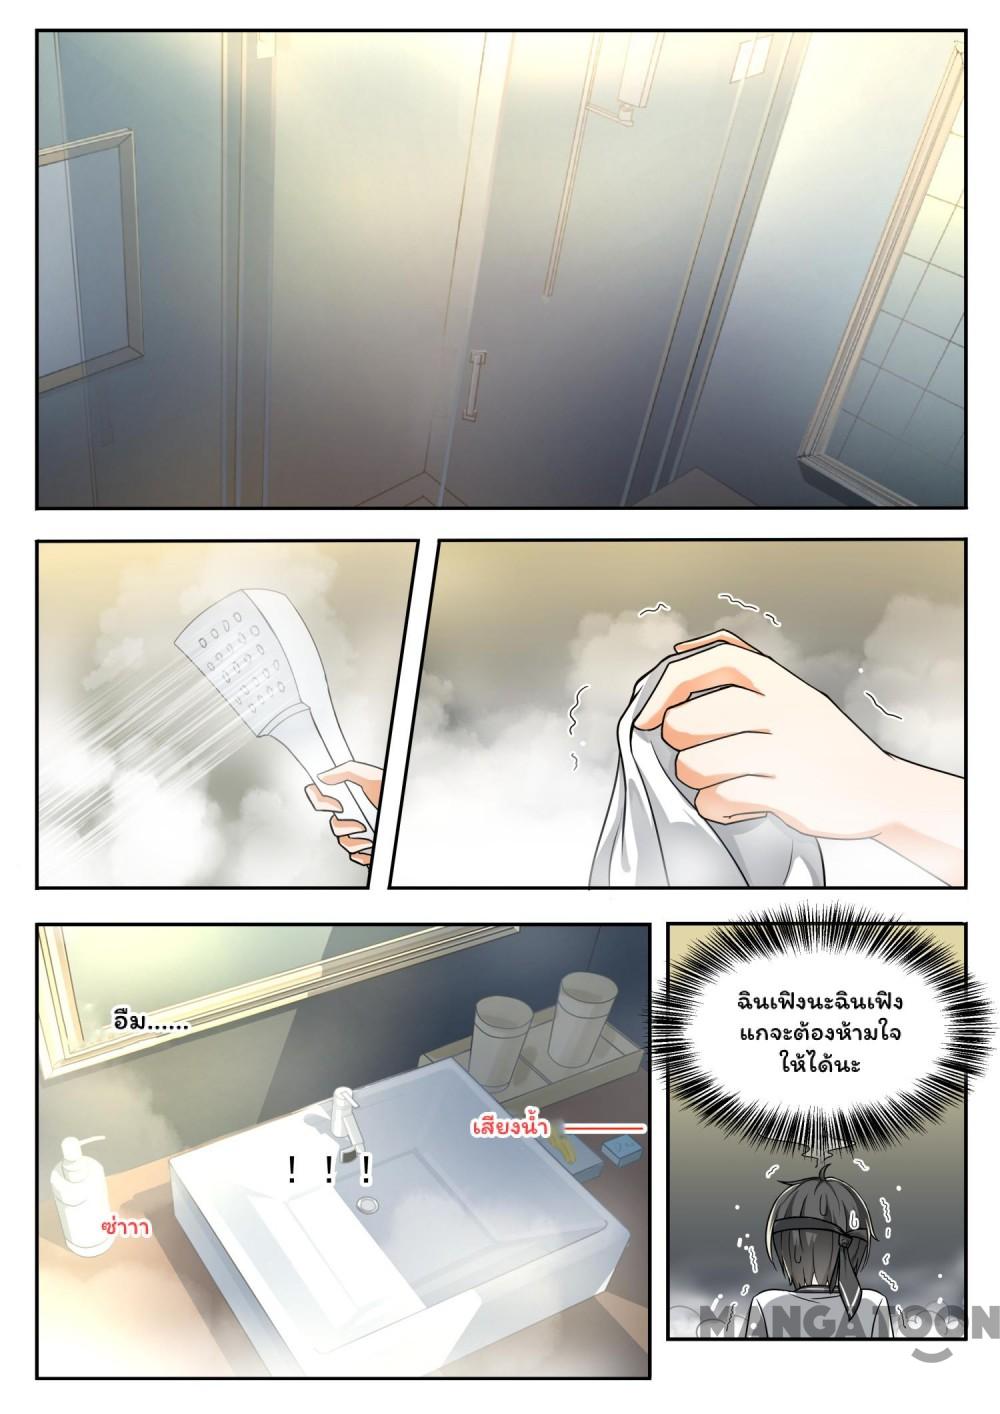 อืม......
ฉินเฟิงนะฉินเฟิง
แกจะต้องห้ามใจ
ให้ได้นะ
เสียงน้ำ
! ! !
ซ่าาา
MANGATOON